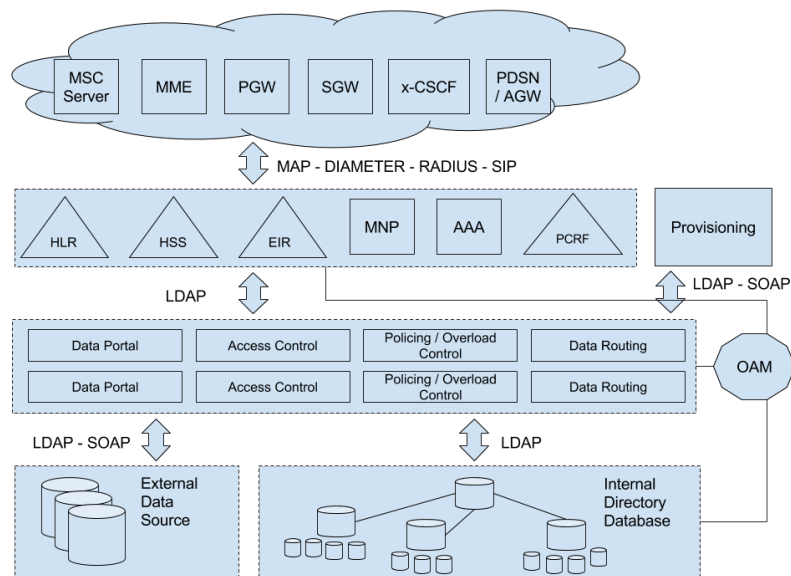 MSC
Server
MME
PGW
SGW
x-CSCF
PDSN
/ AGW
MAP - DIAMETER - RADIUS - SIP
HLR
HSS
EIR
MNP
AAA
PCRF
Provisioning
LDAP
LDAP - SOAP
Data Portal
Access Control
Policing / Overload
Control
Data Routing
Data Portal
Access Control
Policing / Overload
Control
Data Routing
OAM
LDAP - SOAP
LDAP
External
Data
Source
Internal
Directory
Database